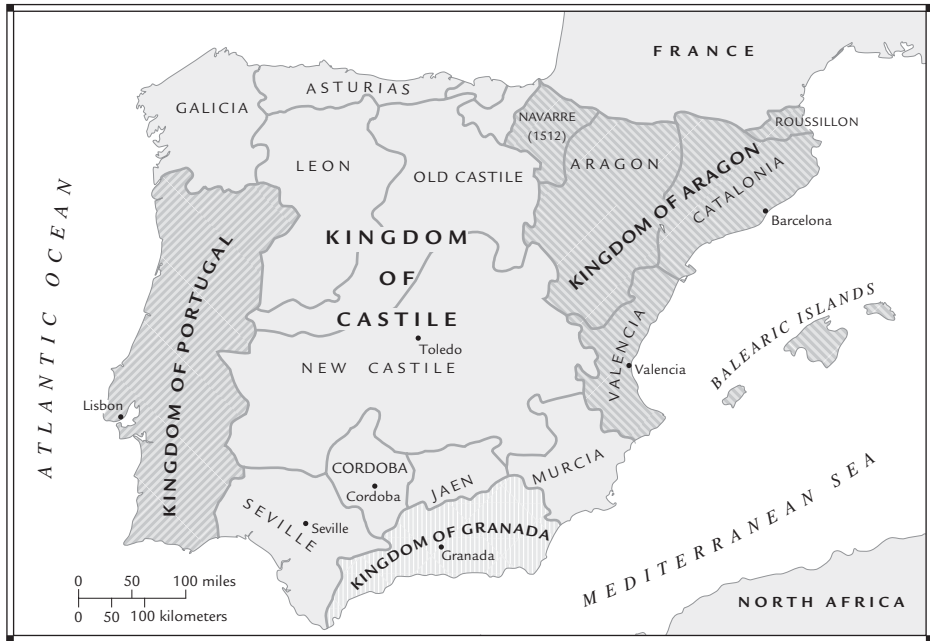 FRANCE
ASTURIAS
GALICIA
NAVARRE
(1512)
ROUSSILLON
LEON
OLD CASTILE
ARAGON
KINGDOM OF ARAGON
CATALONIA
Barcelona
ATLANTIC OCEAN
KINGDOM OF PORTUGAL
KINGDOM
OF
CASTILE
Toledo
NEW CASTILE
VALENCIA
Valencia
BALEARIC ISLANDS
Lisbon
CORDOBA
Cordoba
JAEN
MURCIA
SEVILLE
Seville
KINGDOM OF GRANADA
Granada
MEDITERRANEAN SEA
NORTH AFRICA
0 50 100 miles
0 50 100 kilometers